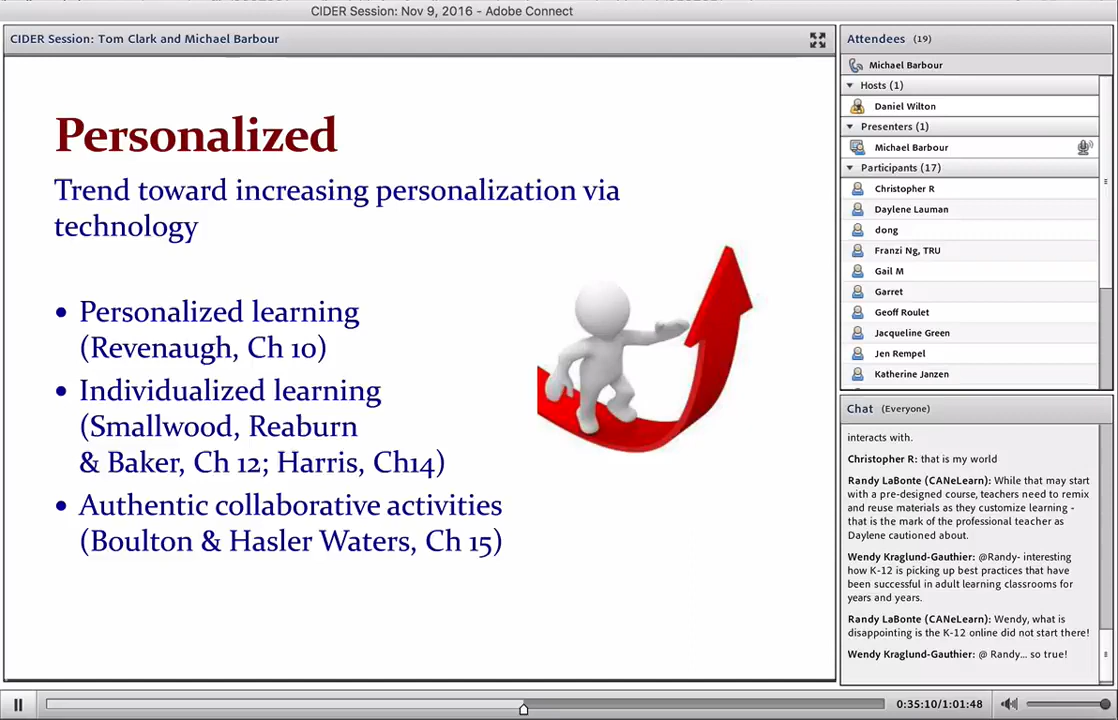 CIDER Session: Nov 9, 2016 - Adobe Connect
CIDER Session: Tom Clark and Michael Barbour
Personalized
Trend toward increasing personalization via
technology
• Personalized learning
(Revenaugh, Ch 10)
• Individualized learning
(Smallwood, Reaburn
& Baker, Ch 12; Harris, Ch14)
• Authentic collaborative activities
(Boulton & Hasler Waters, Ch 15)
Attendees (19)
Michael Barbour
Hosts (1)
Daniel Wilton
Presenters (1)
Michael Barbour
Participants (17)
Christopher R
Daylene Lauman
dong
Franzi Ng, TRU
Gail M
Garret
Geoff Roulet
Jacqueline Green
Jen Rempel
Katherine Janzen
Chat (Everyone)
interacts with.
Christopher R: that is my world
Randy LaBonte (CANeLearn): While that may start
with a pre-designed course, teachers need to remix
and reuse materials as they customize learning -
that is the mark of the professional teacher as
Daylene cautioned about.
Wendy Kraglund-Gauthier: @Randy- interesting
how K-12 is picking up best practices that have
been successful in adult learning classrooms for
years and years.
Randy LaBonte (CANeLearn): Wendy, what is
disappointing is the K-12 online did not start there!
Wendy Kraglund-Gauthier: @ Randy... so true!
0:35:10/1:01:48